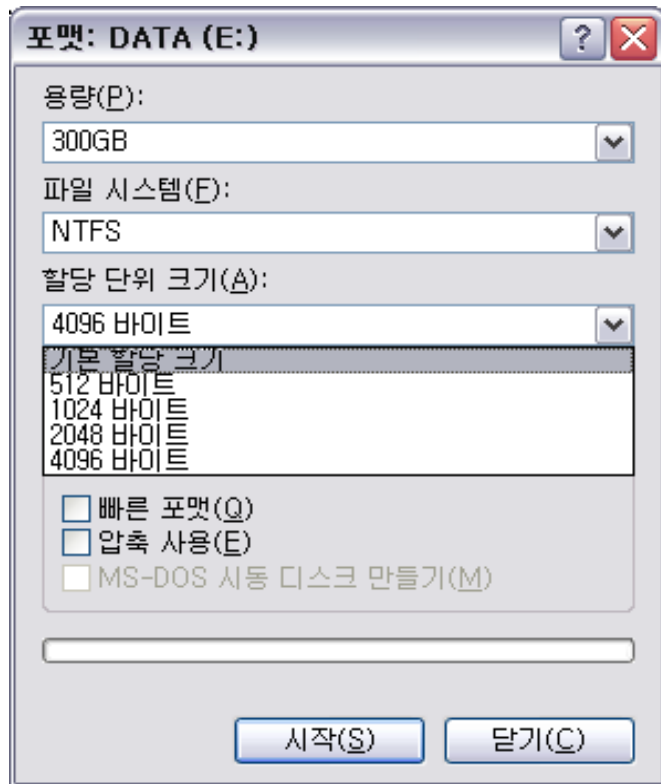 포맷: DATA (E:)
용량(P):
300GB
파일 시스템(F):
NTFS
할당 단위 크기(A):
4096 바이트
기본 할당 크기
512 바이트
1024 바이트
2048 바이트
4096 바이트
빠른 포맷(Q)
압축 사용(E)
MS-DOS 시동 디스크 만들기(M)
시작(S) 닫기(C)